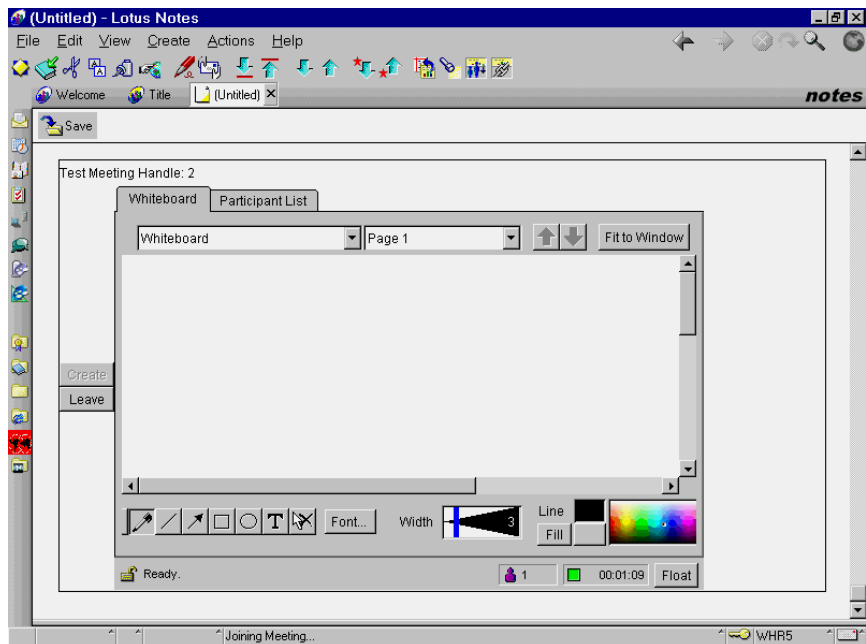 (Untitled) - Lotus Notes
File Edit View Create Actions Help
Welcome Title (Untitled)
notes
Save
Test Meeting Handle: 2
Whiteboard Participant List
Whiteboard Page 1 Fit to Window
Create
Leave
T Font... Width 3 Line
Fill
Ready. 1 00:01:09 Float
Joining Meeting... WHR5